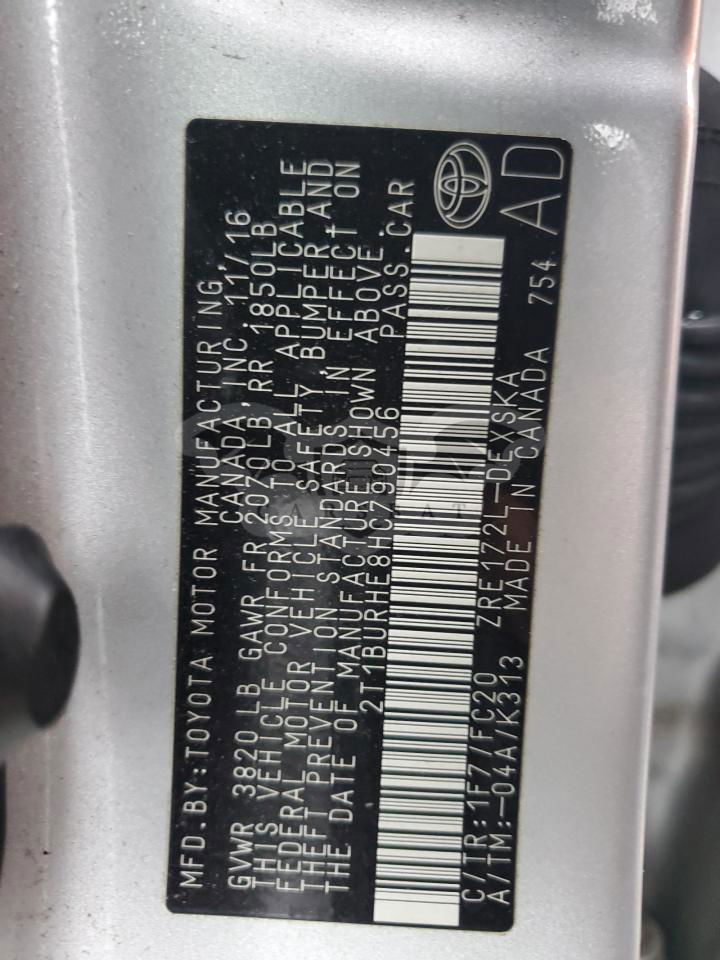 MFD.BY:TOYOTA MOTOR MANUFACTURING
CANADA, INC. 11/16
GVWR 3820 LB GAWR FR 2070LB, RR 1850LB
THIS VEHICLE CONFORMS TO ALL APPLICABLE
FEDERAL MOTOR VEHICLE SAFETY, BUMPER, AND
THEFT PREVENTION STANDARDS IN EFFECT ON
THE DATE OF MANUFACTURE SHOWN ABOVE.
2T1BURHE8HC790456 PASS.CAR
C/TR:1F7/FC20 ZRE172L-DEXSKA 754 AD
A/TM:-04A/K313 MADE IN CANADA